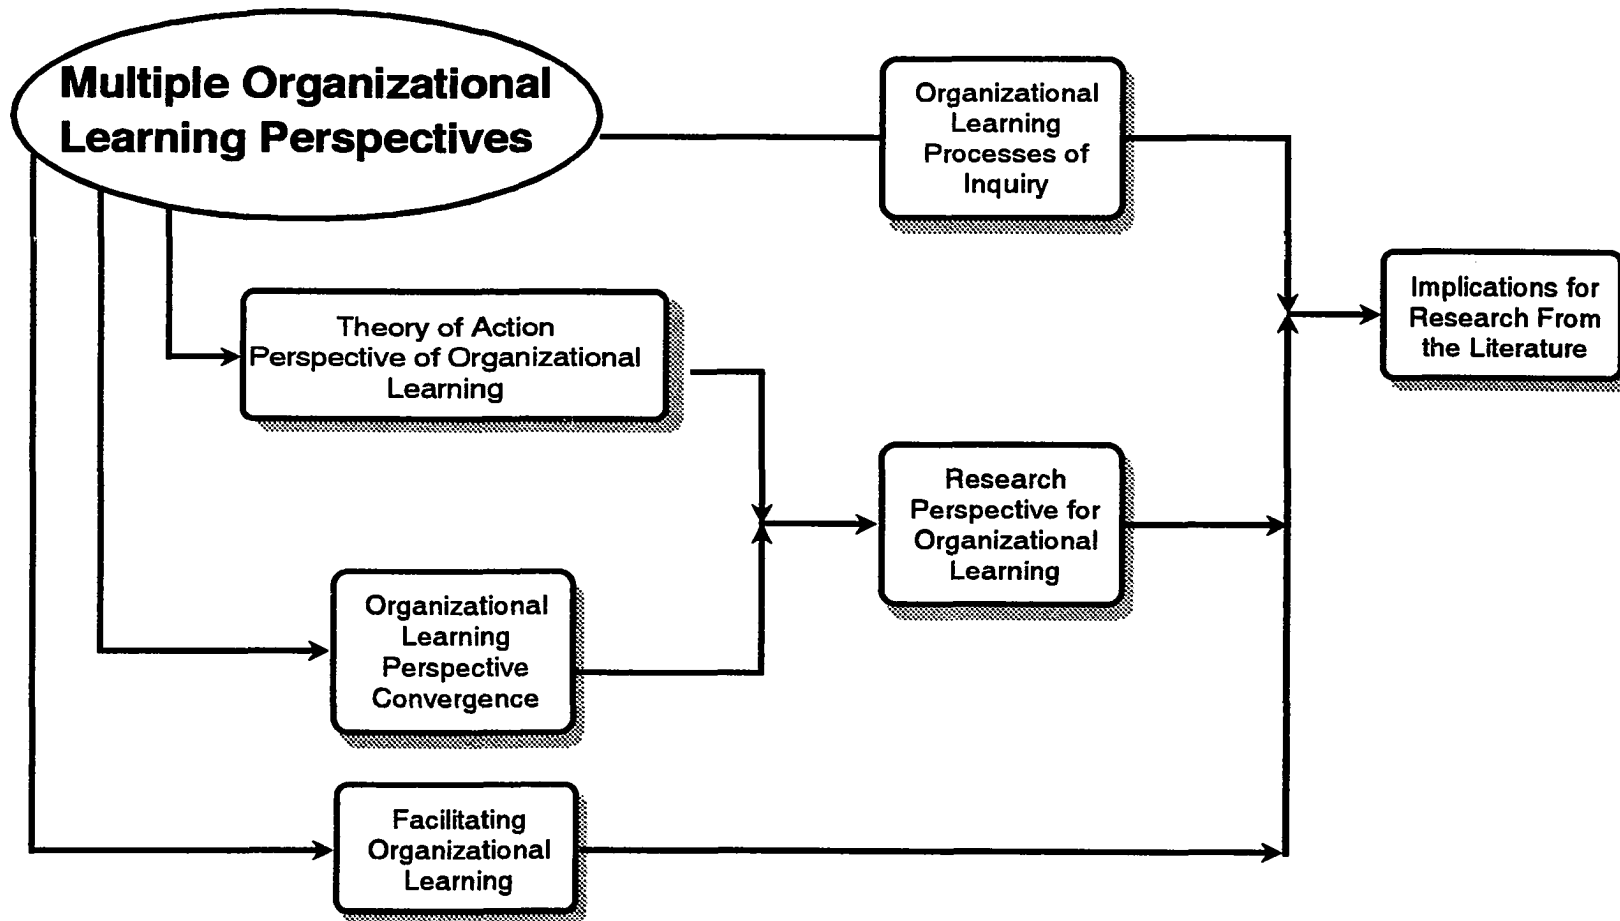 Multiple Organizational
Learning Perspectives
Organizational
Learning
Processes of
Inquiry
Implications for
Research From
the Literature
Theory of Action
Perspective of Organizational
Learning
Research
Perspective for
Organizational
Learning
Organizational
Learning
Perspective
Convergence
Facilitating
Organizational
Learning